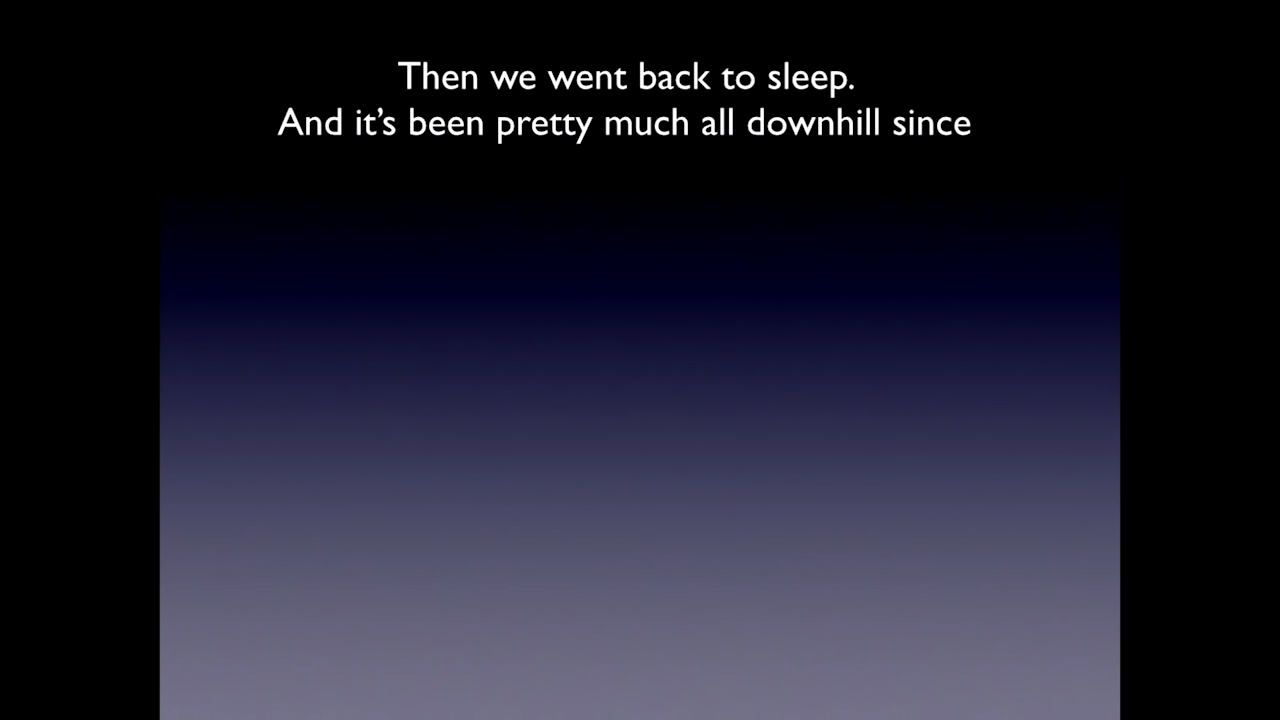 Then we went back to sleep.
And it’s been pretty much all downhill since